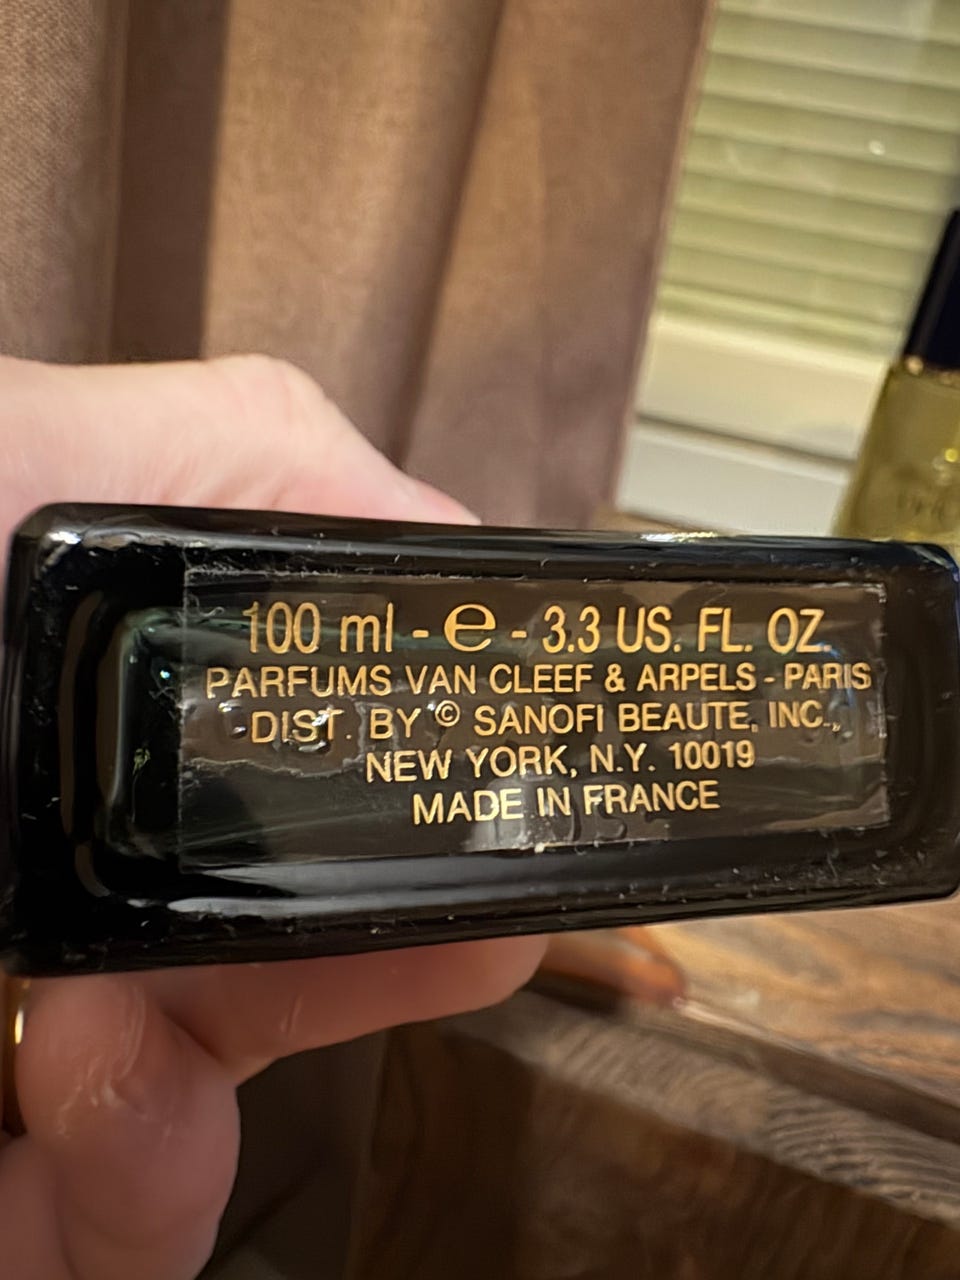 100 ml - e - 3.3 US. FL. OZ.
PARFUMS VAN CLEEF & ARPELS - PARIS
DIST. BY © SANOFI BEAUTE, INC.,
NEW YORK, N.Y. 10019
MADE IN FRANCE